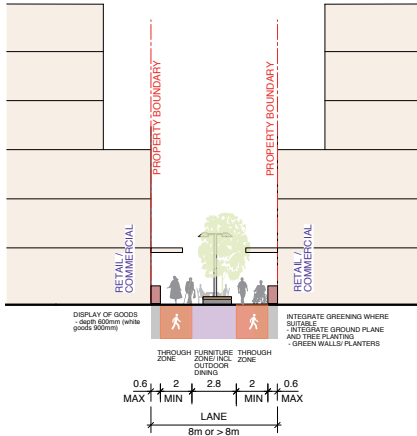 PROPERTY BOUNDARY
PROPERTY BOUNDARY
RETAIL /
COMMERCIAL
RETAIL /
COMMERCIAL
DISPLAY OF GOODS
- depth 600mm (white
goods 900mm)
INTEGRATE GREENING WHERE
SUITABLE
- INTEGRATE GROUND PLANE
AND TREE PLANTING
- GREEN WALLS/ PLANTERS
THROUGH
ZONE
FURNITURE
ZONE/ INCL
OUTDOOR
DINING
THROUGH
ZONE
0.6 2 2.8 2 0.6
MAX MIN MIN MAX
LANE
8m or > 8m